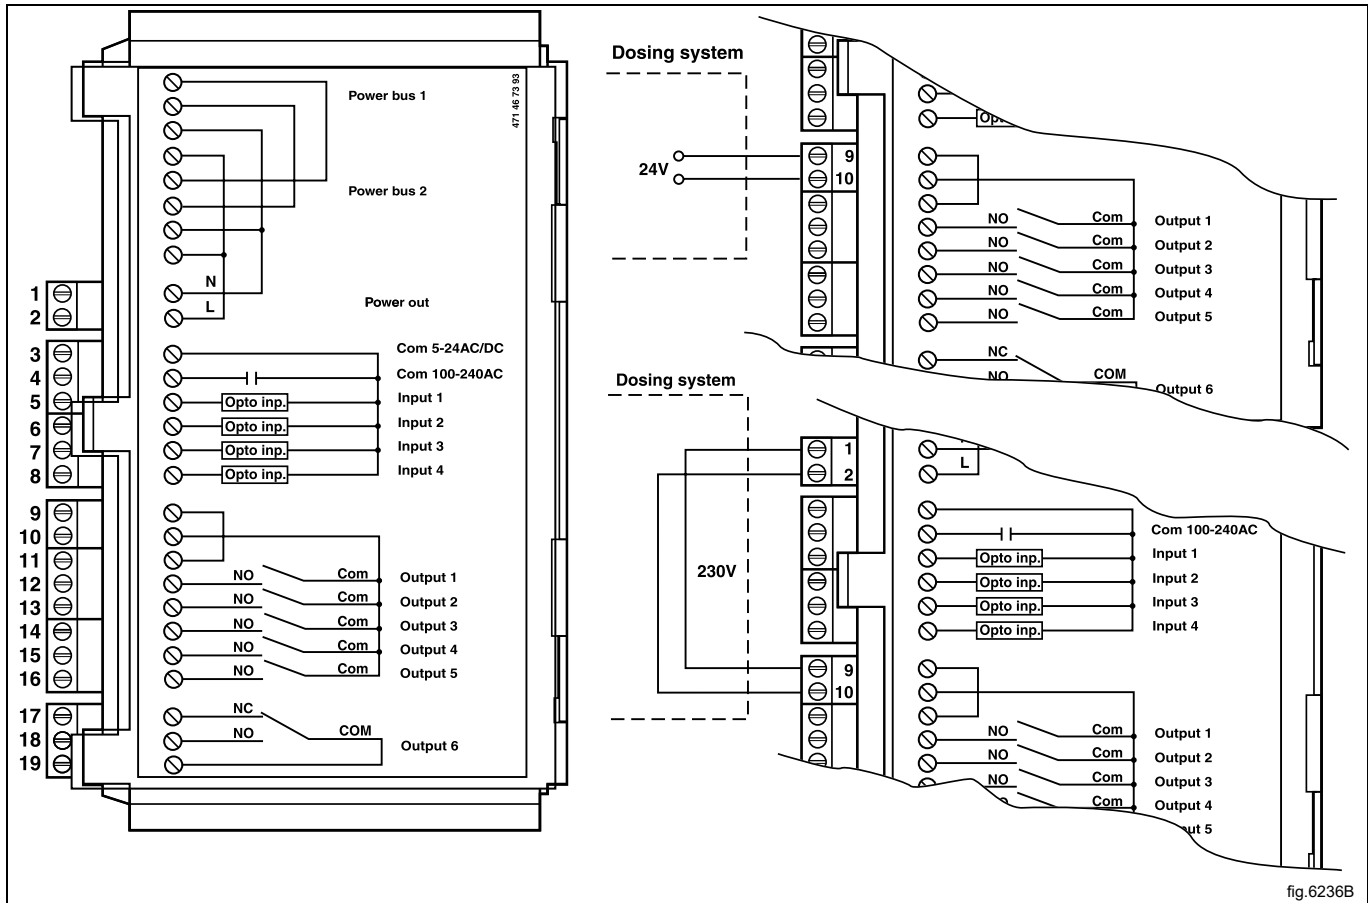 471 46 73 93
Power bus 1
Power bus 2
N
L
Power out
1
2
3
4
5
6
7
8
9
10
11
12
13
14
15
16
17
18
19
Com 5-24AC/DC
Com 100-240AC
Opto inp. Input 1
Opto inp. Input 2
Opto inp. Input 3
Opto inp. Input 4
NO Com Output 1
NO Com Output 2
NO Com Output 3
NO Com Output 4
NO Com Output 5
NC
NO COM Output 6
Dosing system
24V
9
10
NO Com Output 1
NO Com Output 2
NO Com Output 3
NO Com Output 4
NO Com Output 5
NC
NO COM Output 6
Dosing system
230V
1
2
L
Com 100-240AC
Opto inp. Input 1
Opto inp. Input 2
Opto inp. Input 3
Opto inp. Input 4
9
10
NO Com Output 1
NO Com Output 2
NO Com Output 3
Com Output 4
fig.6236B